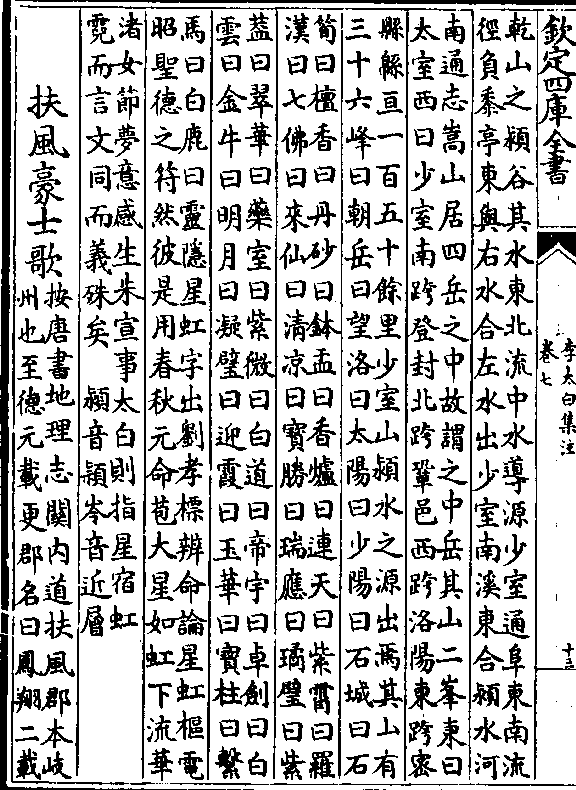 欽定四庫全書
李太白集注
卷七
十三
乾山之潁谷其水東北流中水導源少室通阜東南流
徑負黍亭東與右水合左水出少室南溪東合潁水河
南通志嵩山居四岳之中故謂之中岳其山二峯東曰
太室西曰少室南跨登封北跨鞏邑西跨洛陽東跨密
縣緜亘一百五十餘里少室山潁水之源出焉其山有
三十六峰曰朝岳曰望洛曰太陽曰少陽曰石城曰石
筍曰檀香曰丹砂曰鉢盂曰香爐曰連天曰紫霄曰羅
漢曰七佛曰來仙曰清凉曰寶勝曰瑞應曰璚璧曰紫
蓋曰翠華曰藥室曰紫微曰白道曰帝宇曰卓劍曰白
雲曰金牛曰明月曰凝璧曰迎霞曰玉華曰寳柱曰繫
馬曰白鹿曰靈隱星虹字出劉孝標辨命論星虹樞電
昭聖德之符然彼是用春秋元命苞大星如虹下流華
渚女節夢意感生朱宣事太白則指星宿虹
霓而言文同而義殊矣 潁音頴岑音近層
扶風豪士歌
按唐書地理志關内道扶風郡本岐
州也至德元載更郡名曰鳳翔二載